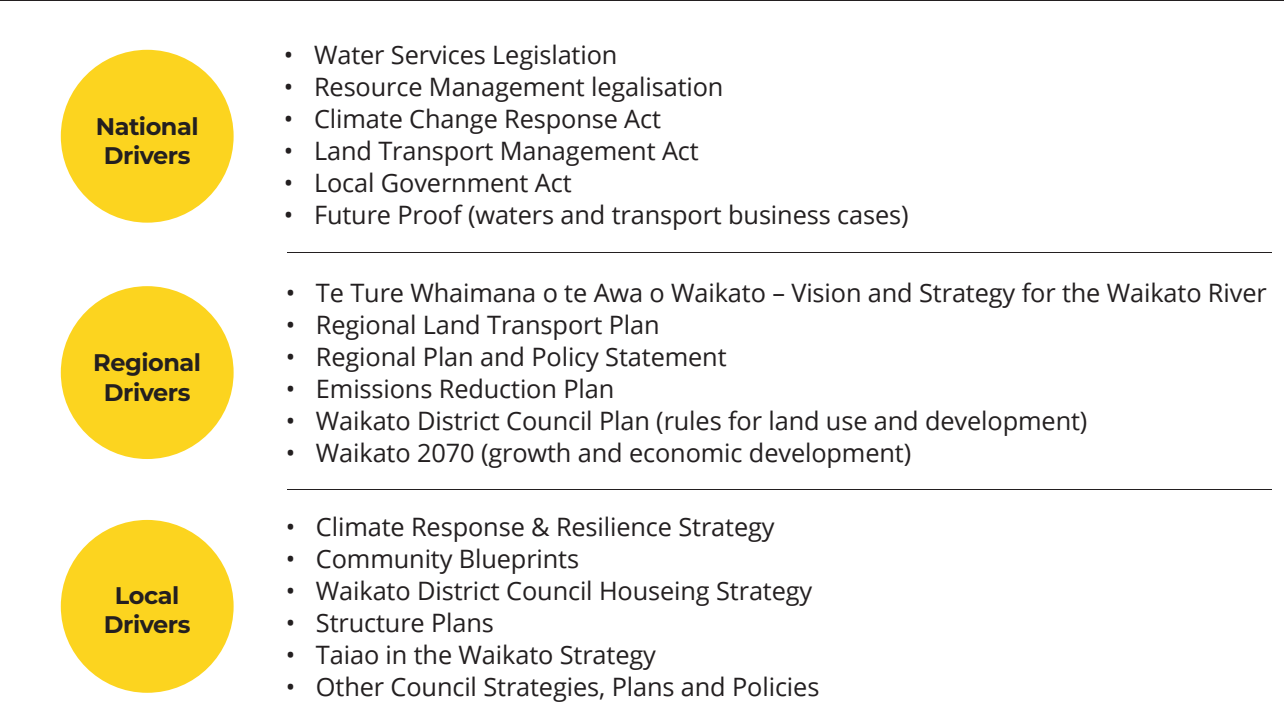 National
Drivers
• Water Services Legislation
• Resource Management legalisation
• Climate Change Response Act
• Land Transport Management Act
• Local Government Act
• Future Proof (waters and transport business cases)
Regional
Drivers
• Te Ture Whaimana o te Awa o Waikato – Vision and Strategy for the Waikato River
• Regional Land Transport Plan
• Regional Plan and Policy Statement
• Emissions Reduction Plan
• Waikato District Council Plan (rules for land use and development)
• Waikato 2070 (growth and economic development)
Local
Drivers
• Climate Response & Resilience Strategy
• Community Blueprints
• Waikato District Council Houseing Strategy
• Structure Plans
• Taiao in the Waikato Strategy
• Other Council Strategies, Plans and Policies